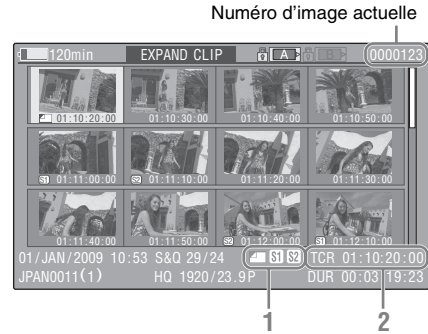 Numéro d'image actuelle
120min EXPAND CLIP A B 0000123
01:10:20:00 01:10:30:00 01:10:40:00 01:10:50:00
S1 01:11:00:00 S2 01:11:10:00 01:11:20:00 01:11:30:00
01:11:40:00 01:11:50:00 S2 01:12:00:00 S1 01:12:10:00
01/JAN/2009 10:53 S&Q 29/24 S1 S2 TCR 01:10:20:00
JPAN0011(1) HQ 1920/23.9P DUR 00:03:19:23
1 2